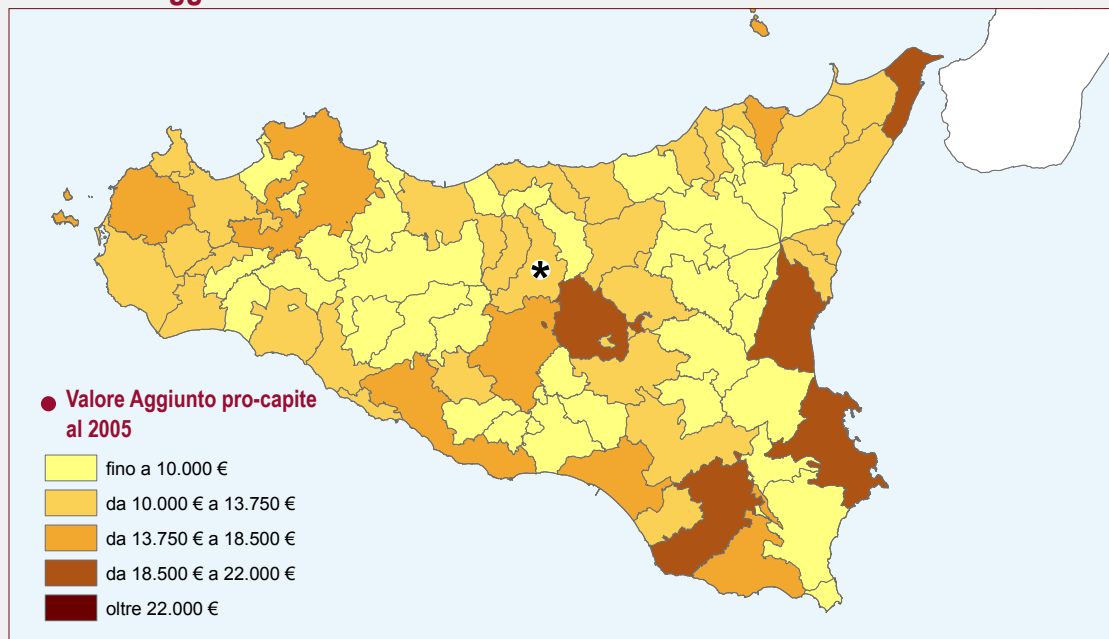 Valore Aggiunto pro-capite
al 2005
fino a 10.000 €
da 10.000 € a 13.750 €
da 13.750 € a 18.500 €
da 18.500 € a 22.000 €
oltre 22.000 €
*